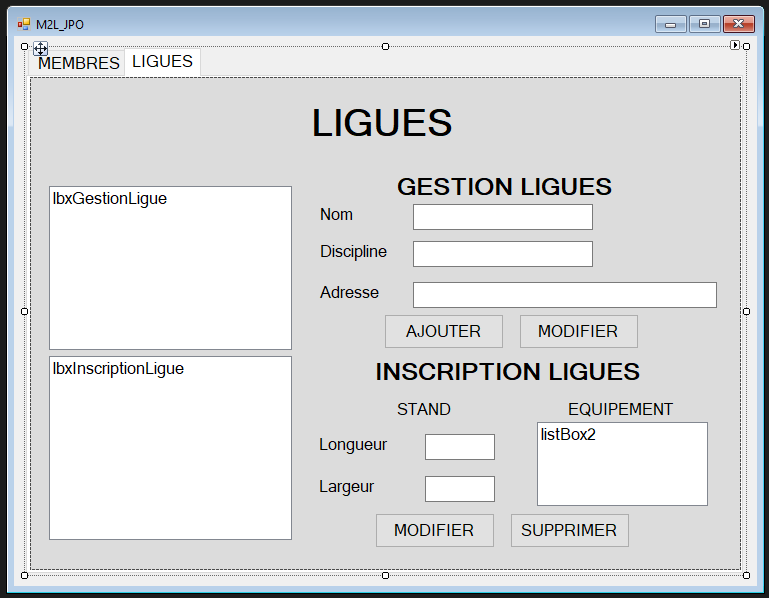 M2L_JPO
MEMBRES
LIGUES
LIGUES
lbxGestionLigue
GESTION LIGUES
Nom
Discipline
Adresse
AJOUTER
MODIFIER
lbxInscriptionLigue
INSCRIPTION LIGUES
STAND
EQUIPEMENT
listBox2
Longueur
Largeur
MODIFIER
SUPPRIMER